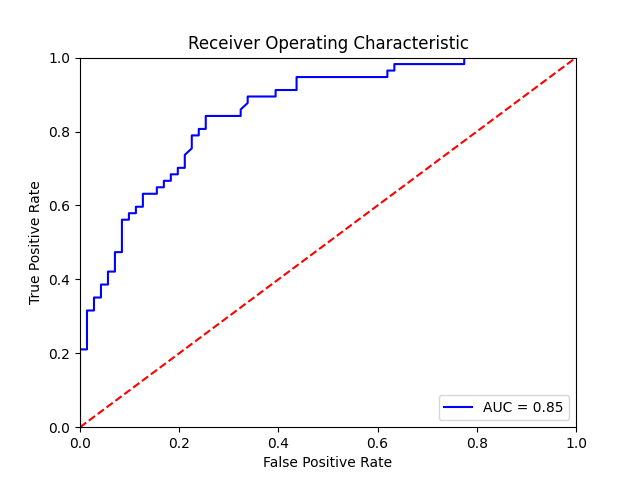 Receiver Operating Characteristic
True Positive Rate
1.0
0.8
0.6
0.4
0.2
0.0
AUC = 0.85
0.0 0.2 0.4 0.6 0.8 1.0
False Positive Rate